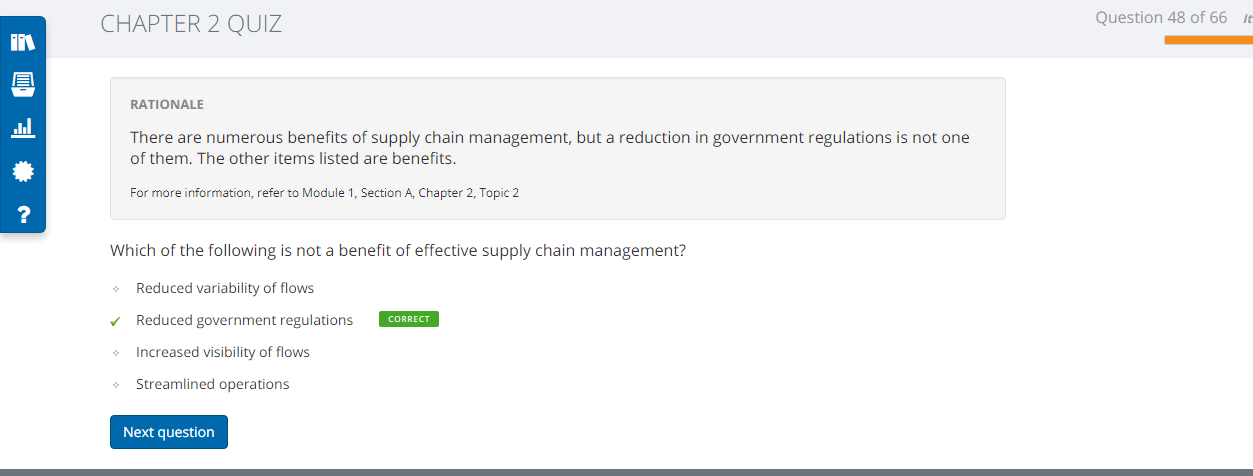 CHAPTER 2 QUIZ
Question 48 of 66 It
RATIONALE
There are numerous benefits of supply chain management, but a reduction in government regulations is not one
of them. The other items listed are benefits.
For more information, refer to Module 1, Section A, Chapter 2, Topic 2
Which of the following is not a benefit of effective supply chain management?
Reduced variability of flows
Reduced government regulations CORRECT
Increased visibility of flows
Streamlined operations
Next question